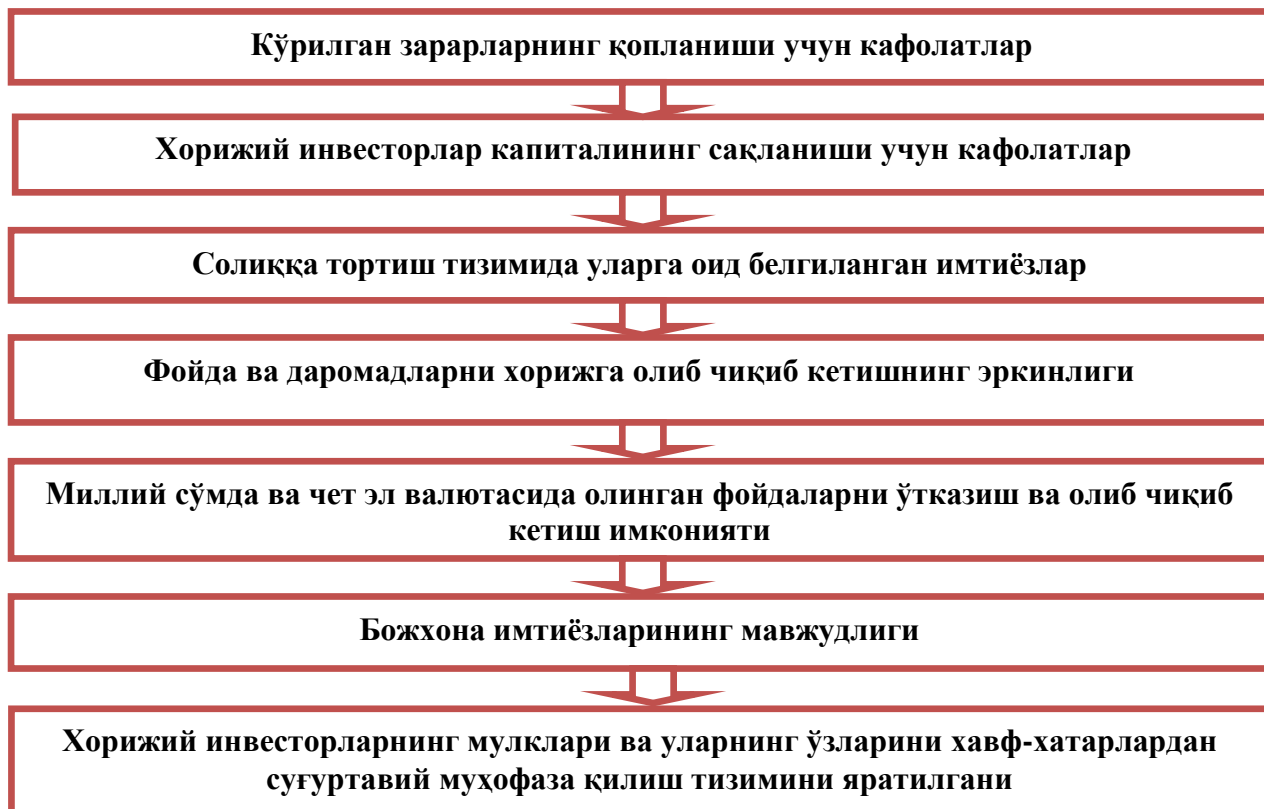 Кўрилган зарарларнинг қопланиши учун кафолатлар
Хорижий инвесторлар капиталининг сақланиши учун кафолатлар
Солиққа тортиш тизимида уларга оид белгиланган имтиёзлар
Фойда ва даромадларни хорижга олиб чиқиб кетишнинг эркинлиги
Миллий сўмда ва чет эл валютасида олинган фойдаларни ўтказиш ва олиб чиқиб
кетиш имконияти
Божхона имтиёзларининг мавжудлиги
Хорижий инвесторларнинг мулклари ва уларнинг ўзларини хавф-хатарлардан
суғуртавий муҳофаза қилиш тизимини яратилгани